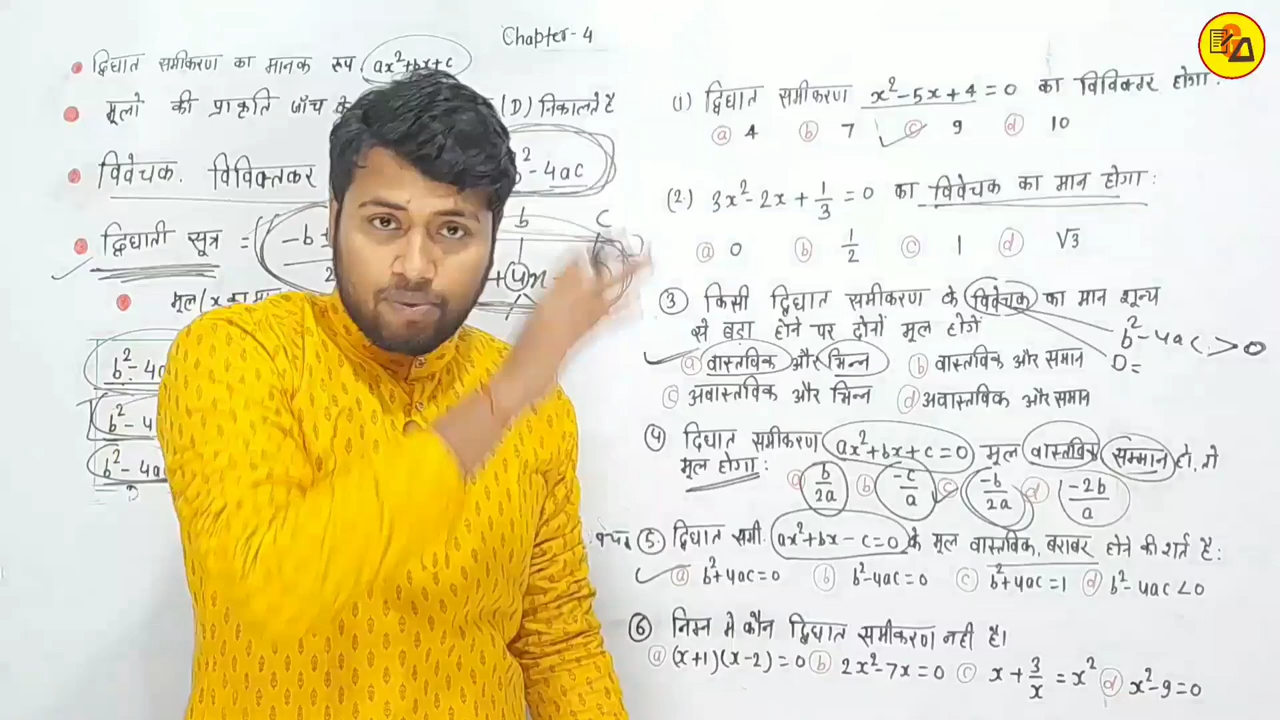 Chapter-4
• द्विघात समीकरण का मानक रूप ax²+bx+c
• मूलो की प्राकृति जाँच के (D) निकालते है
• विवेचक. विविक्तकर b²-4ac
• द्विघाती सूत्र = -b±
b c
+ 4x -
• मूल (x का मा
b²-4a
b²-4
b²-4a
D
(1) द्विघात समीकरण x²-5x+4=0 का विविक्तर होगा:
ⓐ 4 ⓑ 7 ⓒ 9 ⓓ 10
(2.) 3x²-2x+1/3=0 का विवेचक का मान होगा:
ⓐ 0 ⓑ 1/2 ⓒ 1 ⓓ √3
③ किसी द्विघात समीकरण के विवेचक का मान शून्य
से बड़ा होने पर दोनों मूल होगें
b²-4ac > 0
D=
ⓐ वास्तविक और भिन्न ⓑ वास्तविक और समान
ⓒ अवास्तविक और भिन्न ⓓ अवास्तविक और समान
④ द्विघात समीकरण ax²+bx+c=0 मूल वास्तविक सम्मान हो, तो
मूल होगा:
ⓐ b/2a ⓑ -c/a ⓒ -b/2a ⓓ -2b/a
⑤. द्विघात समी. ax²+bx-c=0 के मूल वास्तविक, बराबर होने की शर्त है:
ⓐ b²+4ac=0 ⓑ b²-4ac=0 ⓒ b²+4ac=1 ⓓ b²-4ac<0
⑥ निम्न मे कौन द्विघात समीकरण नही है।
ⓐ (x+1)(x-2)=0 ⓑ 2x²-7x=0 ⓒ x+3/x=x² ⓓ x²-9=0